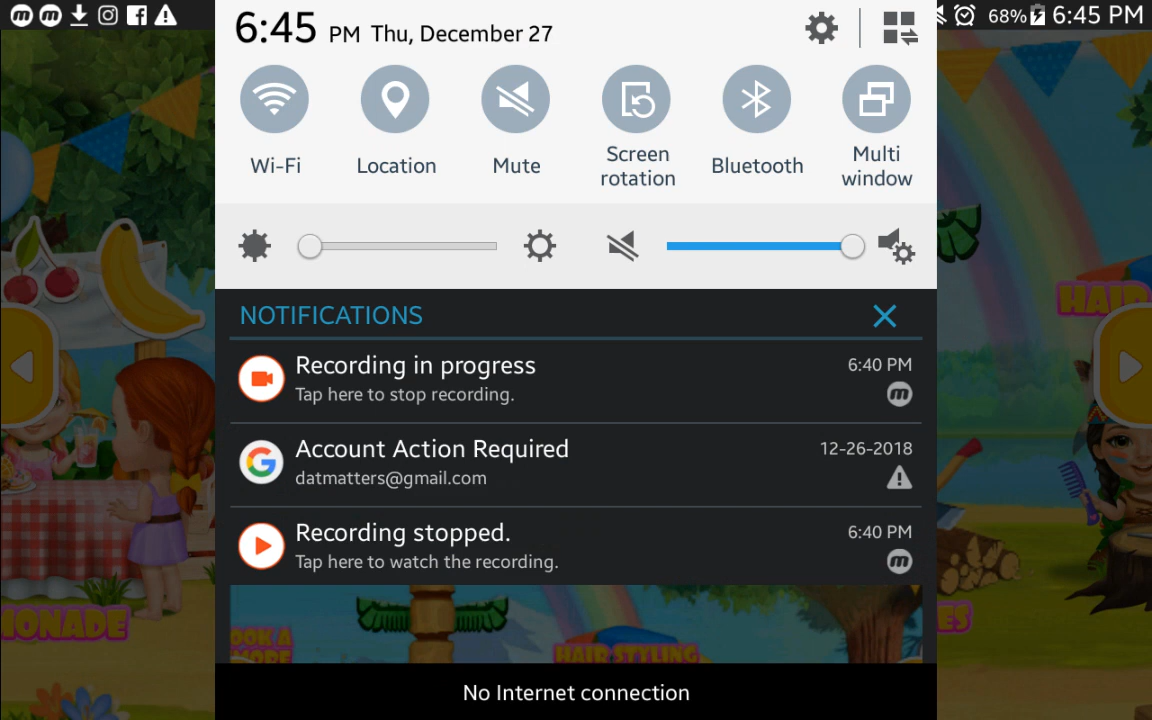 6:45 PM Thu, December 27
68% 6:45 PM
Wi-Fi
Location
Mute
Screen
rotation
Bluetooth
Multi
window
NOTIFICATIONS
Recording in progress
6:40 PM
Tap here to stop recording.
Account Action Required
12-26-2018
datmatters@gmail.com
Recording stopped.
6:40 PM
Tap here to watch the recording.
HAIR STYLING
No Internet connection
HAIR